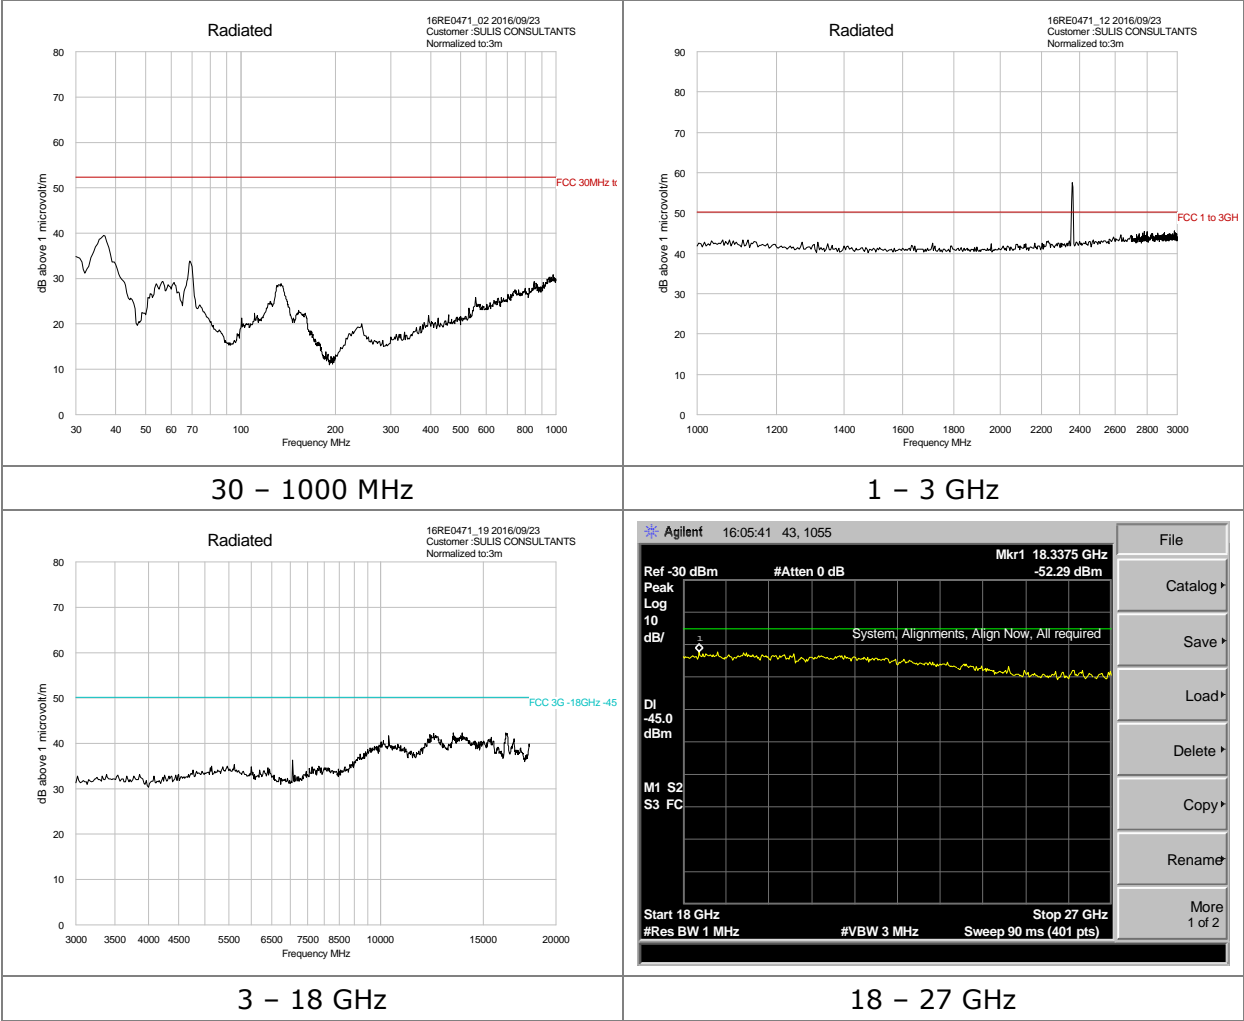 Radiated
16RE0471_02 2016/09/23
Customer :SULIS CONSULTANTS
Normalized to:3m
80
70
60
50
40
30
20
10
0
dB above 1 microvolt/m
FCC 30MHz to
30 40 50 60 70 100 200 300 400 500 600 800 1000
Frequency MHz
30 – 1000 MHz
Radiated
16RE0471_12 2016/09/23
Customer :SULIS CONSULTANTS
Normalized to:3m
90
80
70
60
50
40
30
20
10
0
dB above 1 microvolt/m
FCC 1 to 3GH
1000 1200 1400 1600 1800 2000 2200 2400 2600 2800 3000
Frequency MHz
1 – 3 GHz
Radiated
16RE0471_19 2016/09/23
Customer :SULIS CONSULTANTS
Normalized to:3m
80
70
60
50
40
30
20
10
0
dB above 1 microvolt/m
FCC 3G -18GHz -45
3000 3500 4000 4500 5500 6500 7500 8500 10000 15000 20000
Frequency MHz
3 – 18 GHz
Agilent 16:05:41 43, 1055
Mkr1 18.3375 GHz
Ref -30 dBm #Atten 0 dB -52.29 dBm
Peak
Log
10
dB/
1
System, Alignments, Align Now, All required
DI
-45.0
dBm
M1 S2
S3 FC
Start 18 GHz Stop 27 GHz
#Res BW 1 MHz #VBW 3 MHz Sweep 90 ms (401 pts)
File
Catalog
Save
Load
Delete
Copy
Rename
More
1 of 2
18 – 27 GHz